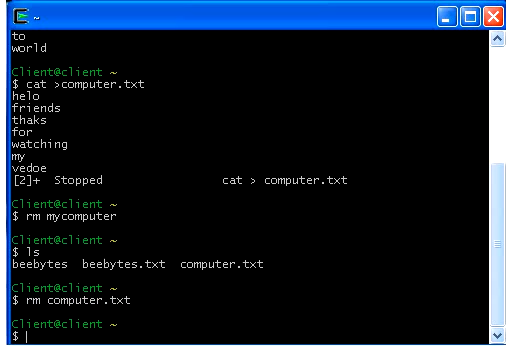 ~
to
world
Client@client ~
$ cat >computer.txt
helo
friends
thaks
for
watching
my
vedoe
[2]+  Stopped                 cat > computer.txt
Client@client ~
$ rm mycomputer
Client@client ~
$ ls
beebytes  beebytes.txt  computer.txt
Client@client ~
$ rm computer.txt
Client@client ~
$